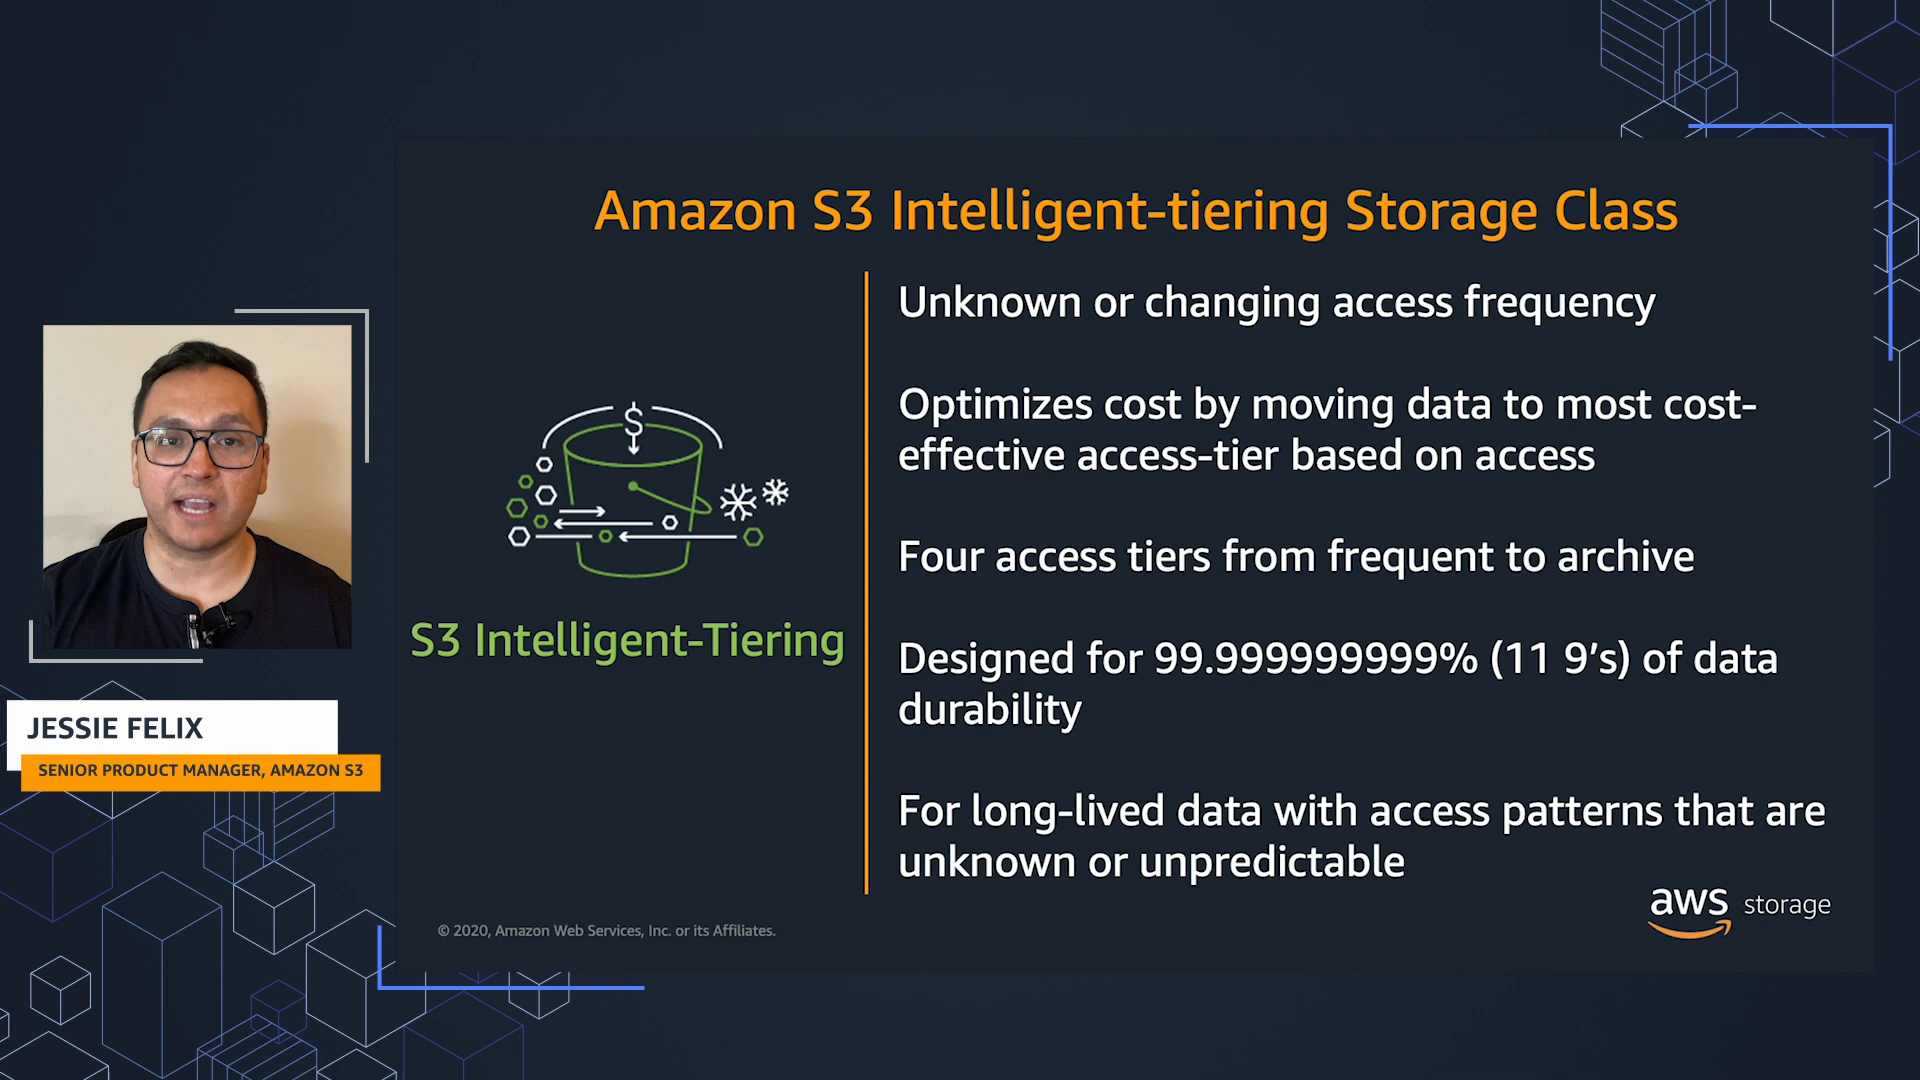 Amazon S3 Intelligent-tiering Storage Class
Unknown or changing access frequency
Optimizes cost by moving data to most cost-
effective access-tier based on access
Four access tiers from frequent to archive
Designed for 99.999999999% (11 9’s) of data
durability
For long-lived data with access patterns that are
unknown or unpredictable
$
S3 Intelligent-Tiering
JESSIE FELIX
SENIOR PRODUCT MANAGER, AMAZON S3
© 2020, Amazon Web Services, Inc. or its Affiliates.
aws storage